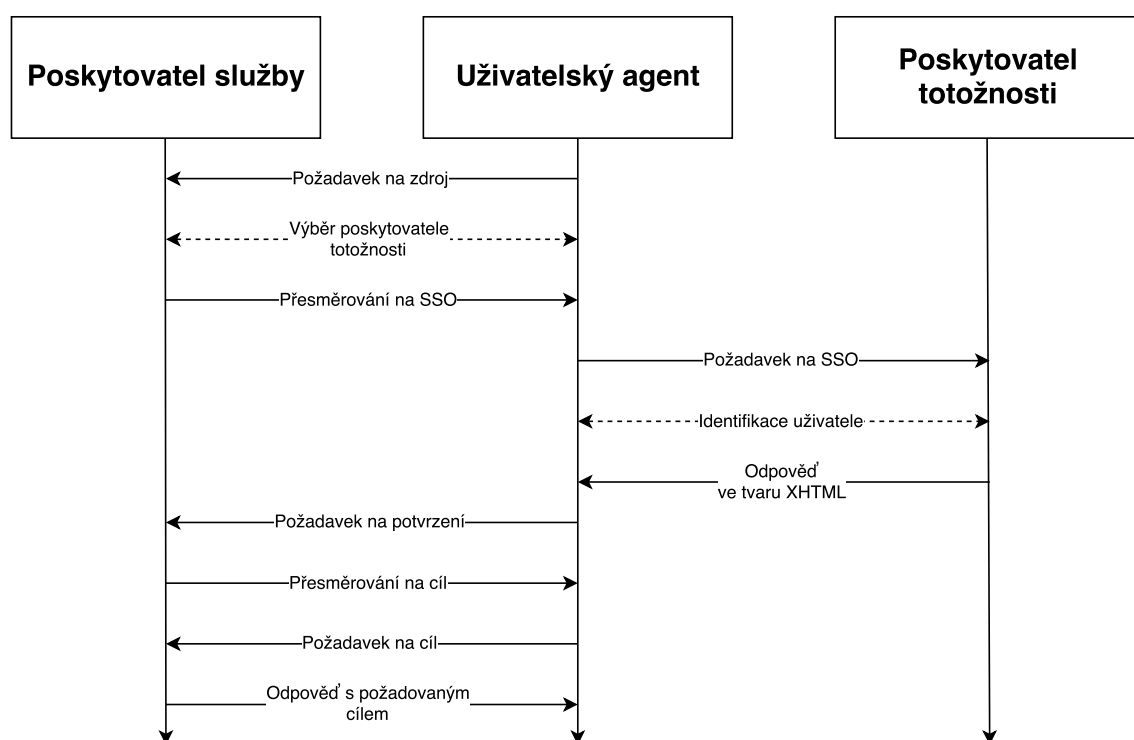 Poskytovatel služby
Uživatelský agent
Poskytovatel
totožnosti
Požadavek na zdroj
Výběr poskytovatele
totožnosti
Přesměrování na SSO
Požadavek na SSO
Identifikace uživatele
Odpověď
ve tvaru XHTML
Požadavek na potvrzení
Přesměrování na cíl
Požadavek na cíl
Odpověď s požadovaným
cílem